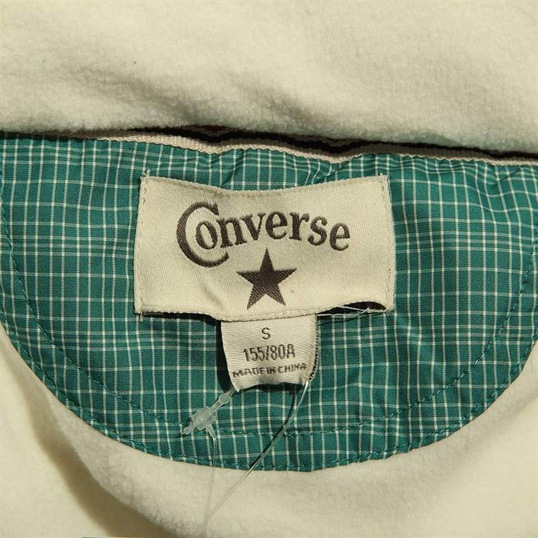 Converse
S
155/80A
MADE IN CHINA